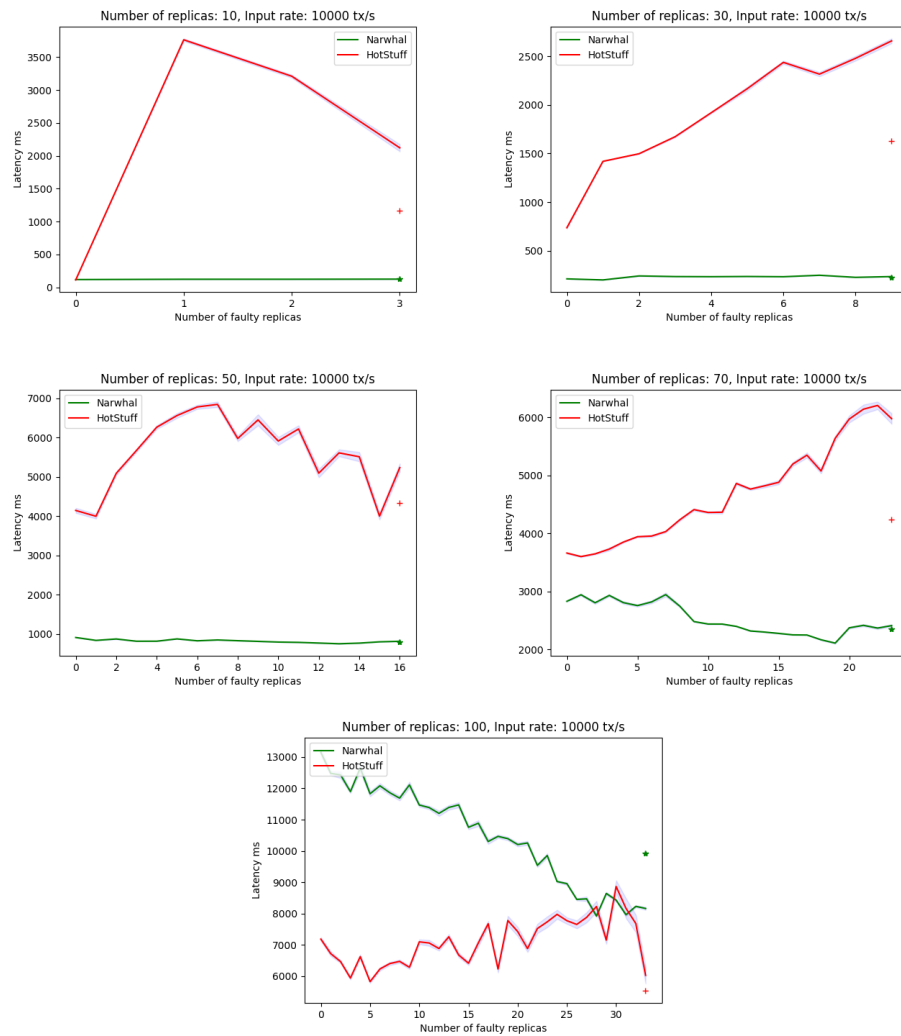 Number of replicas: 10, Input rate: 10000 tx/s
Narwhal
HotStuff
3500
3000
2500
2000
1500
1000
500
0
Latency ms
0 1 2 3
Number of faulty replicas
Number of replicas: 30, Input rate: 10000 tx/s
Narwhal
HotStuff
2500
2000
1500
1000
500
Latency ms
0 2 4 6 8
Number of faulty replicas
Number of replicas: 50, Input rate: 10000 tx/s
Narwhal
HotStuff
7000
6000
5000
4000
3000
2000
1000
Latency ms
0 2 4 6 8 10 12 14 16
Number of faulty replicas
Number of replicas: 70, Input rate: 10000 tx/s
Narwhal
HotStuff
6000
5000
4000
3000
2000
Latency ms
0 5 10 15 20
Number of faulty replicas
Number of replicas: 100, Input rate: 10000 tx/s
Narwhal
HotStuff
13000
12000
11000
10000
9000
8000
7000
6000
Latency ms
0 5 10 15 20 25 30
Number of faulty replicas